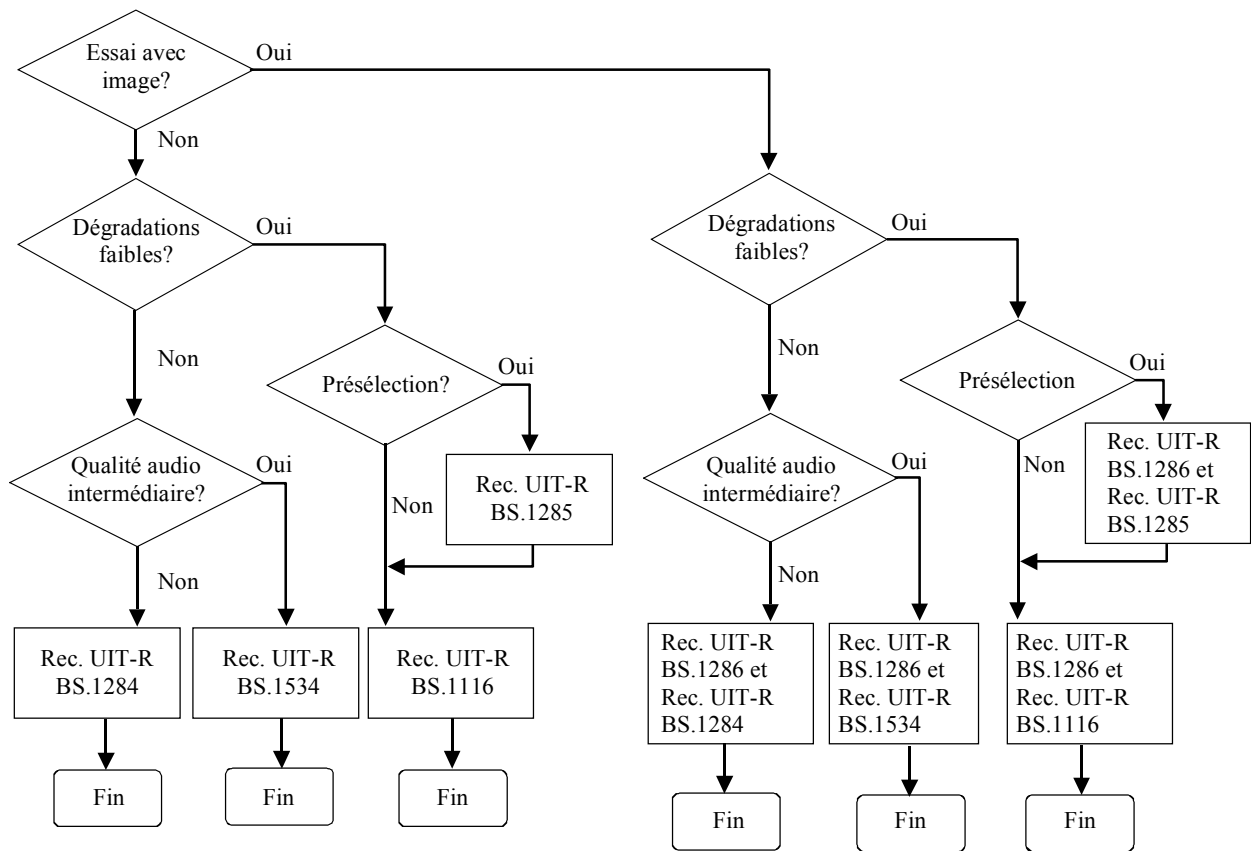 Essai avec
image?
Oui
Non
Dégradations
faibles?
Oui
Non
Présélection?
Oui
Non
Rec. UIT-R
BS.1285
Qualité audio
intermédiaire?
Oui
Non
Rec. UIT-R
BS.1284
Rec. UIT-R
BS.1534
Rec. UIT-R
BS.1116
Fin
Fin
Fin
Dégradations
faibles?
Oui
Non
Présélection
Oui
Non
Rec. UIT-R
BS.1286 et
Rec. UIT-R
BS.1285
Qualité audio
intermédiaire?
Oui
Non
Rec. UIT-R
BS.1286 et
Rec. UIT-R
BS.1284
Rec. UIT-R
BS.1286 et
Rec. UIT-R
BS.1534
Rec. UIT-R
BS.1286 et
Rec. UIT-R
BS.1116
Fin
Fin
Fin